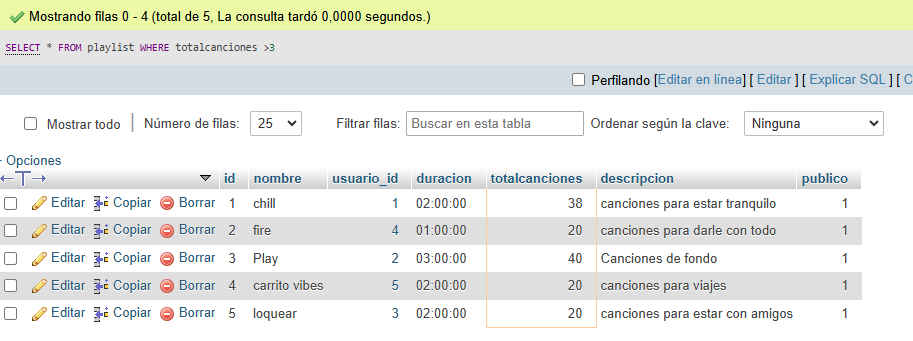 Mostrando filas 0 - 4 (total de 5, La consulta tardó 0,0000 segundos.)
SELECT * FROM playlist WHERE totalcanciones >3
Perfilando [Editar en línea] [ Editar ] [ Explicar SQL ] [ C
Mostrar todo | Número de filas: 25 Filtrar filas: Buscar en esta tabla Ordenar según la clave: Ninguna
+ Opciones
←T→ id nombre usuario_id duracion totalcanciones descripcion publico
Editar Copiar Borrar 1 chill 1 02:00:00 38 canciones para estar tranquilo 1
Editar Copiar Borrar 2 fire 4 01:00:00 20 canciones para darle con todo 1
Editar Copiar Borrar 3 Play 2 03:00:00 40 Canciones de fondo 1
Editar Copiar Borrar 4 carrito vibes 5 02:00:00 20 canciones para viajes 1
Editar Copiar Borrar 5 loquear 3 02:00:00 20 canciones para estar con amigos 1